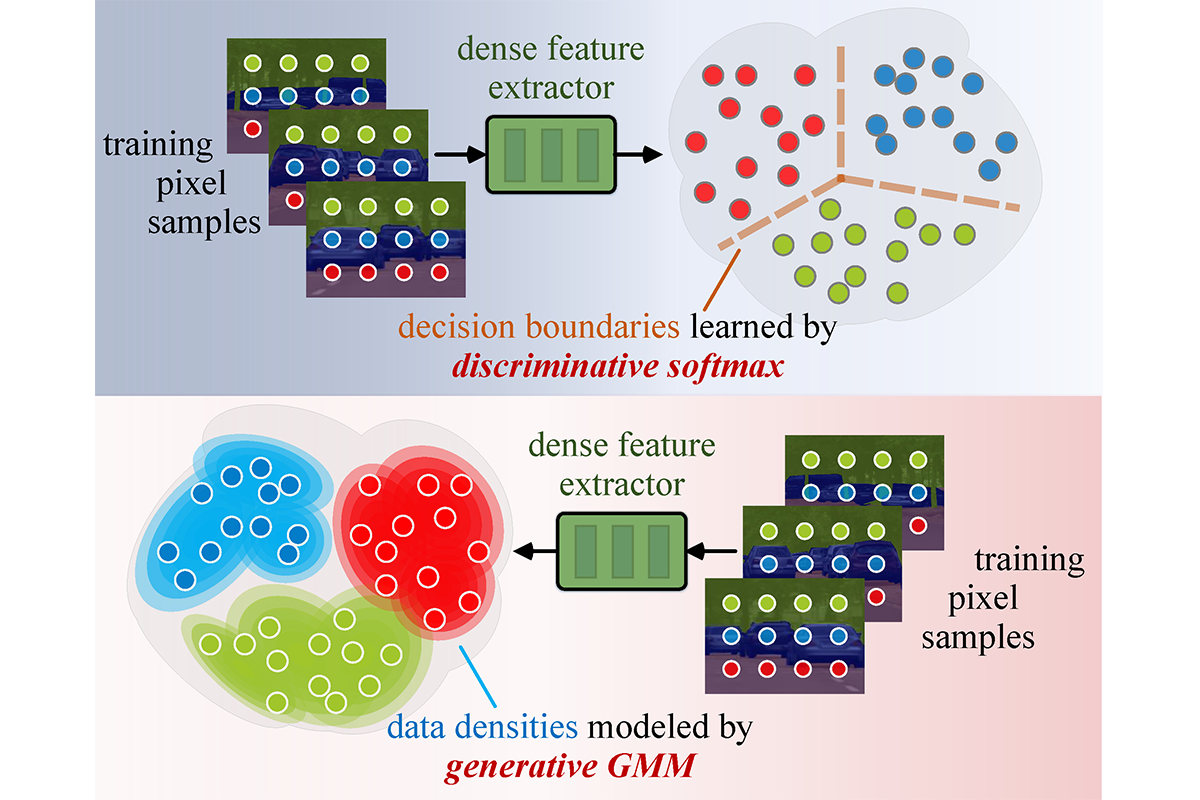 dense feature
extractor
training
pixel
samples
decision boundaries learned by
discriminative softmax
dense feature
extractor
training
pixel
samples
data densities modeled by
generative GMM